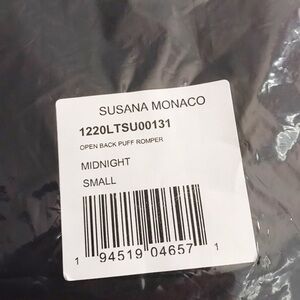 SUSANA MONACO
1220LTSU00131
OPEN BACK PUFF ROMPER
MIDNIGHT
SMALL
1 94519 04657 1